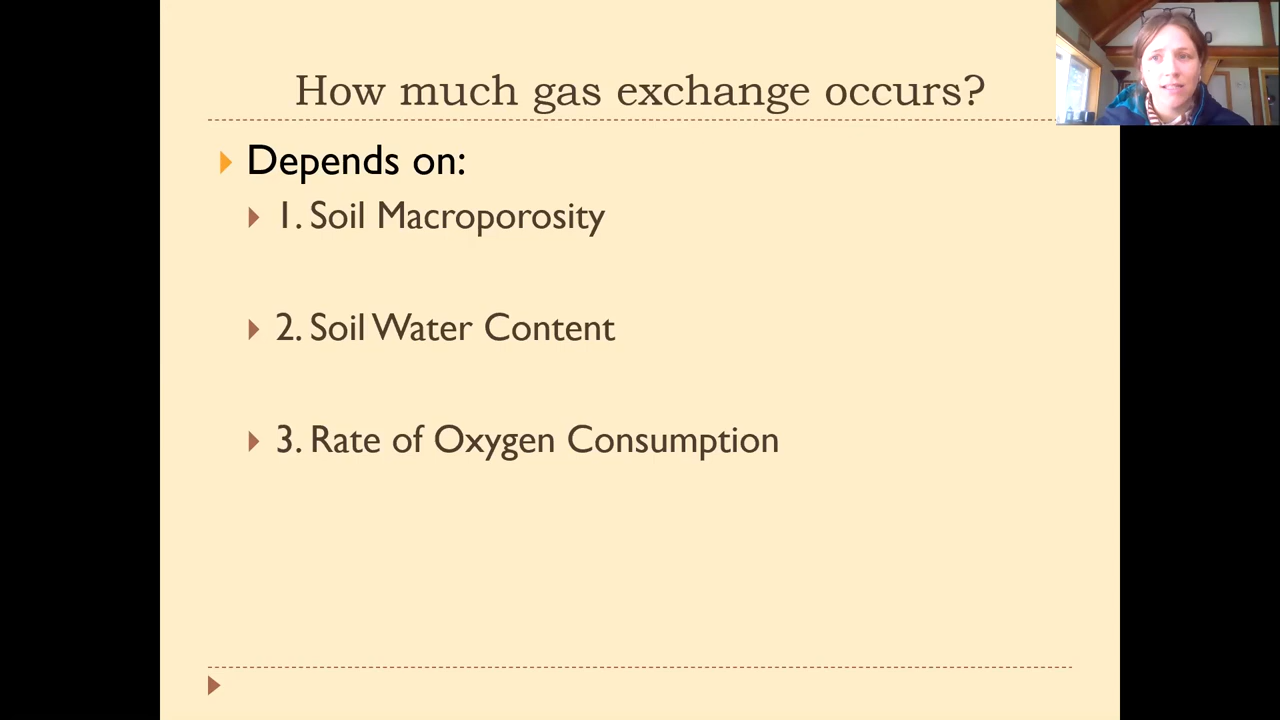 How much gas exchange occurs?
Depends on:
1. Soil Macroporosity
2. Soil Water Content
3. Rate of Oxygen Consumption